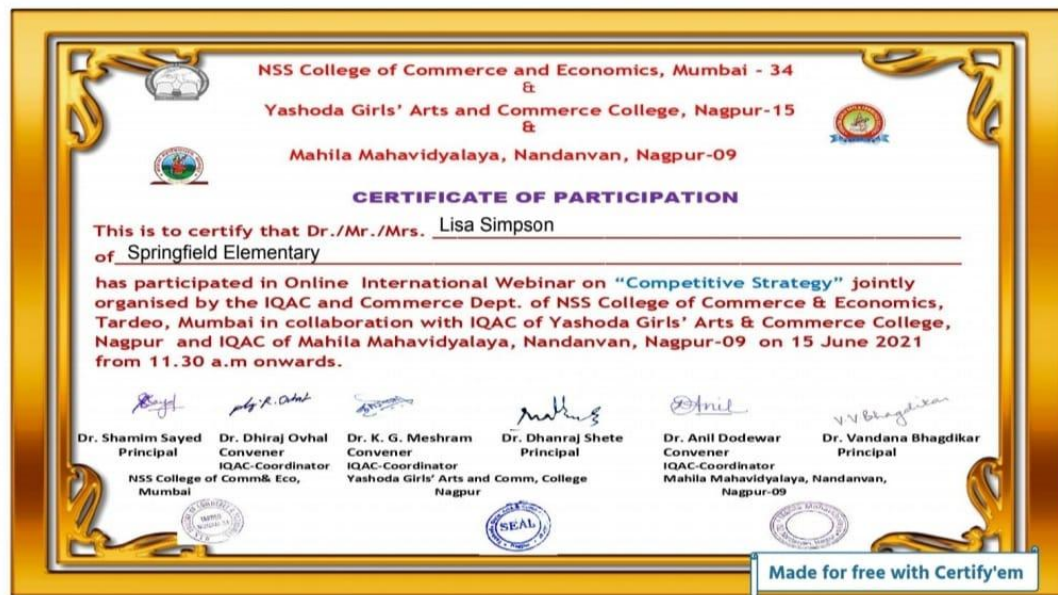 NSS College of Commerce and Economics, Mumbai - 34
&
Yashoda Girls' Arts and Commerce College, Nagpur-15
&
Mahila Mahavidyalaya, Nandanvan, Nagpur-09
CERTIFICATE OF PARTICIPATION
This is to certify that Dr./Mr./Mrs. Lisa Simpson
of Springfield Elementary
has participated in Online International Webinar on “Competitive Strategy” jointly
organised by the IQAC and Commerce Dept. of NSS College of Commerce & Economics,
Tardeo, Mumbai in collaboration with IQAC of Yashoda Girls' Arts & Commerce College,
Nagpur and IQAC of Mahila Mahavidyalaya, Nandanvan, Nagpur-09 on 15 June 2021
from 11.30 a.m onwards.
V V Bhagdikar
Dr. Shamim Sayed Dr. Dhiraj Ovhal Dr. K. G. Meshram Dr. Dhanraj Shete Dr. Anil Dodewar Dr. Vandana Bhagdikar
Principal Convener Convener Principal Convener Principal
IQAC-Coordinator IQAC-Coordinator IQAC-Coordinator
NSS College of Comm& Eco, Yashoda Girls' Arts and Comm, College Mahila Mahavidyalaya, Nandanvan,
Mumbai Nagpur Nagpur-09
SEAL
Made for free with Certify'em